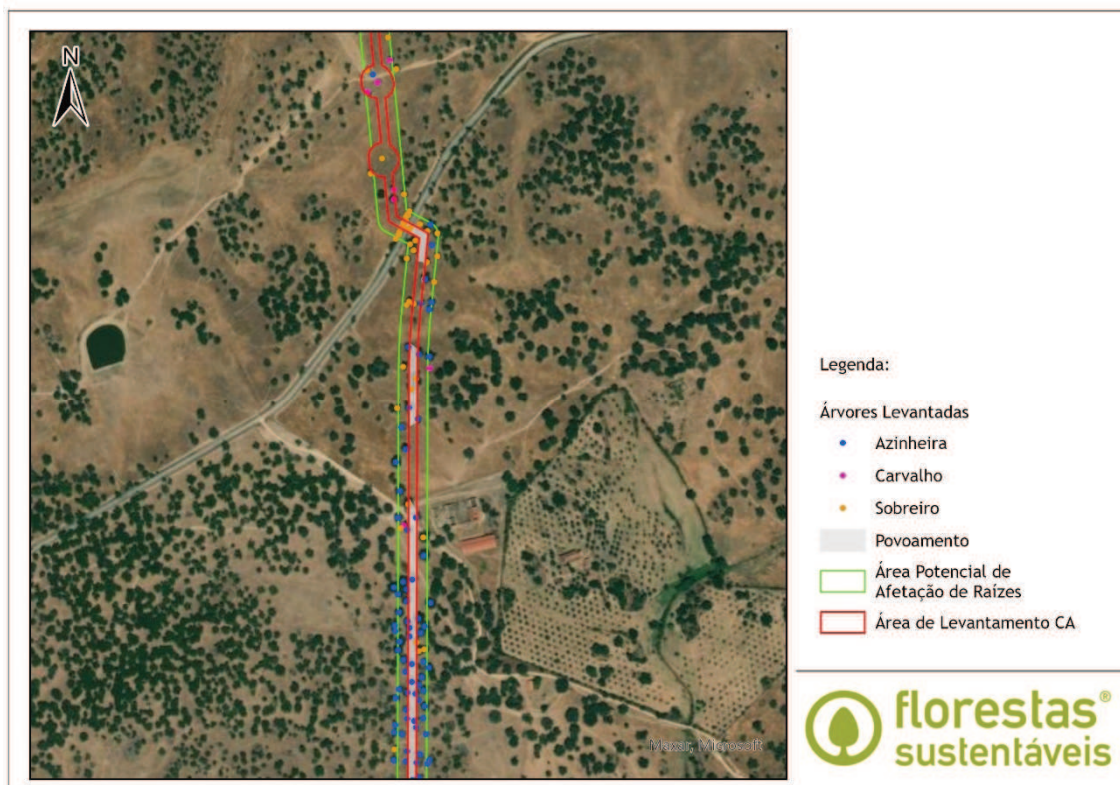 N
Maxar, Microsoft
Legenda:
Árvores Levantadas
Azinheira
Carvalho
Sobreiro
Povoamento
Área Potencial de
Afetação de Raízes
Área de Levantamento CA
florestas®
sustentáveis